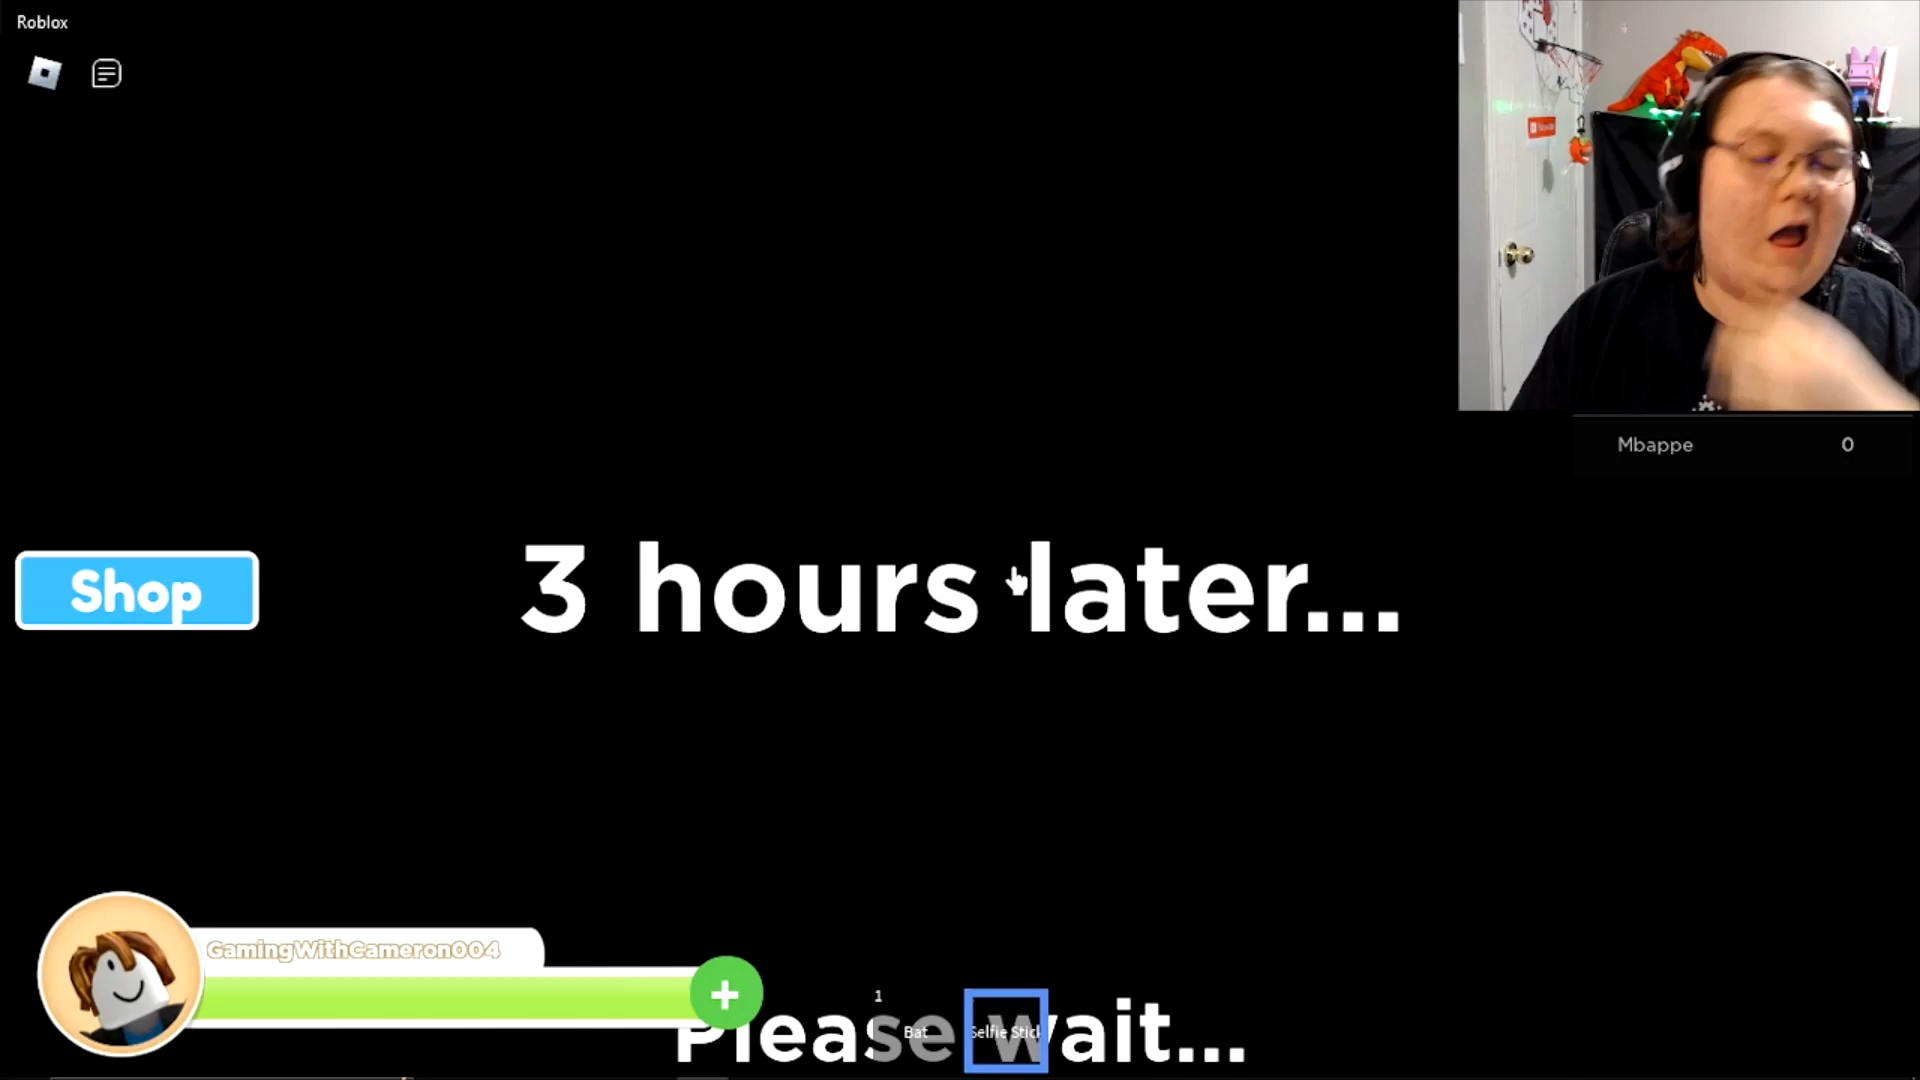 Roblox
Mbappe 0
Shop
3 hours later...
GamingWithCameron004
+
1
Bat
Selfie Stick
Please wait...